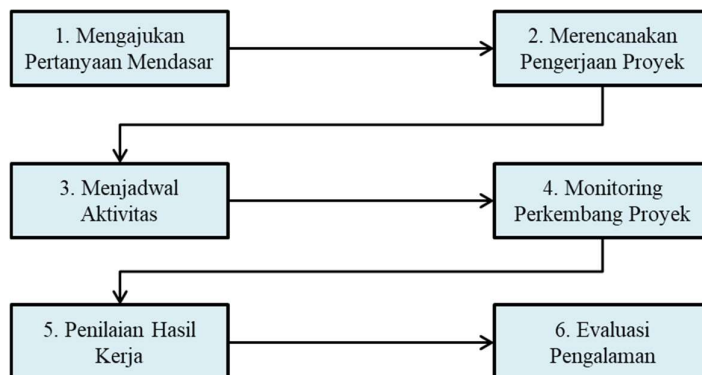 1. Mengajukan
Pertanyaan Mendasar
2. Merencanakan
Pengerjaan Proyek
3. Menjadwal
Aktivitas
4. Monitoring
Perkembang Proyek
5. Penilaian Hasil
Kerja
6. Evaluasi
Pengalaman